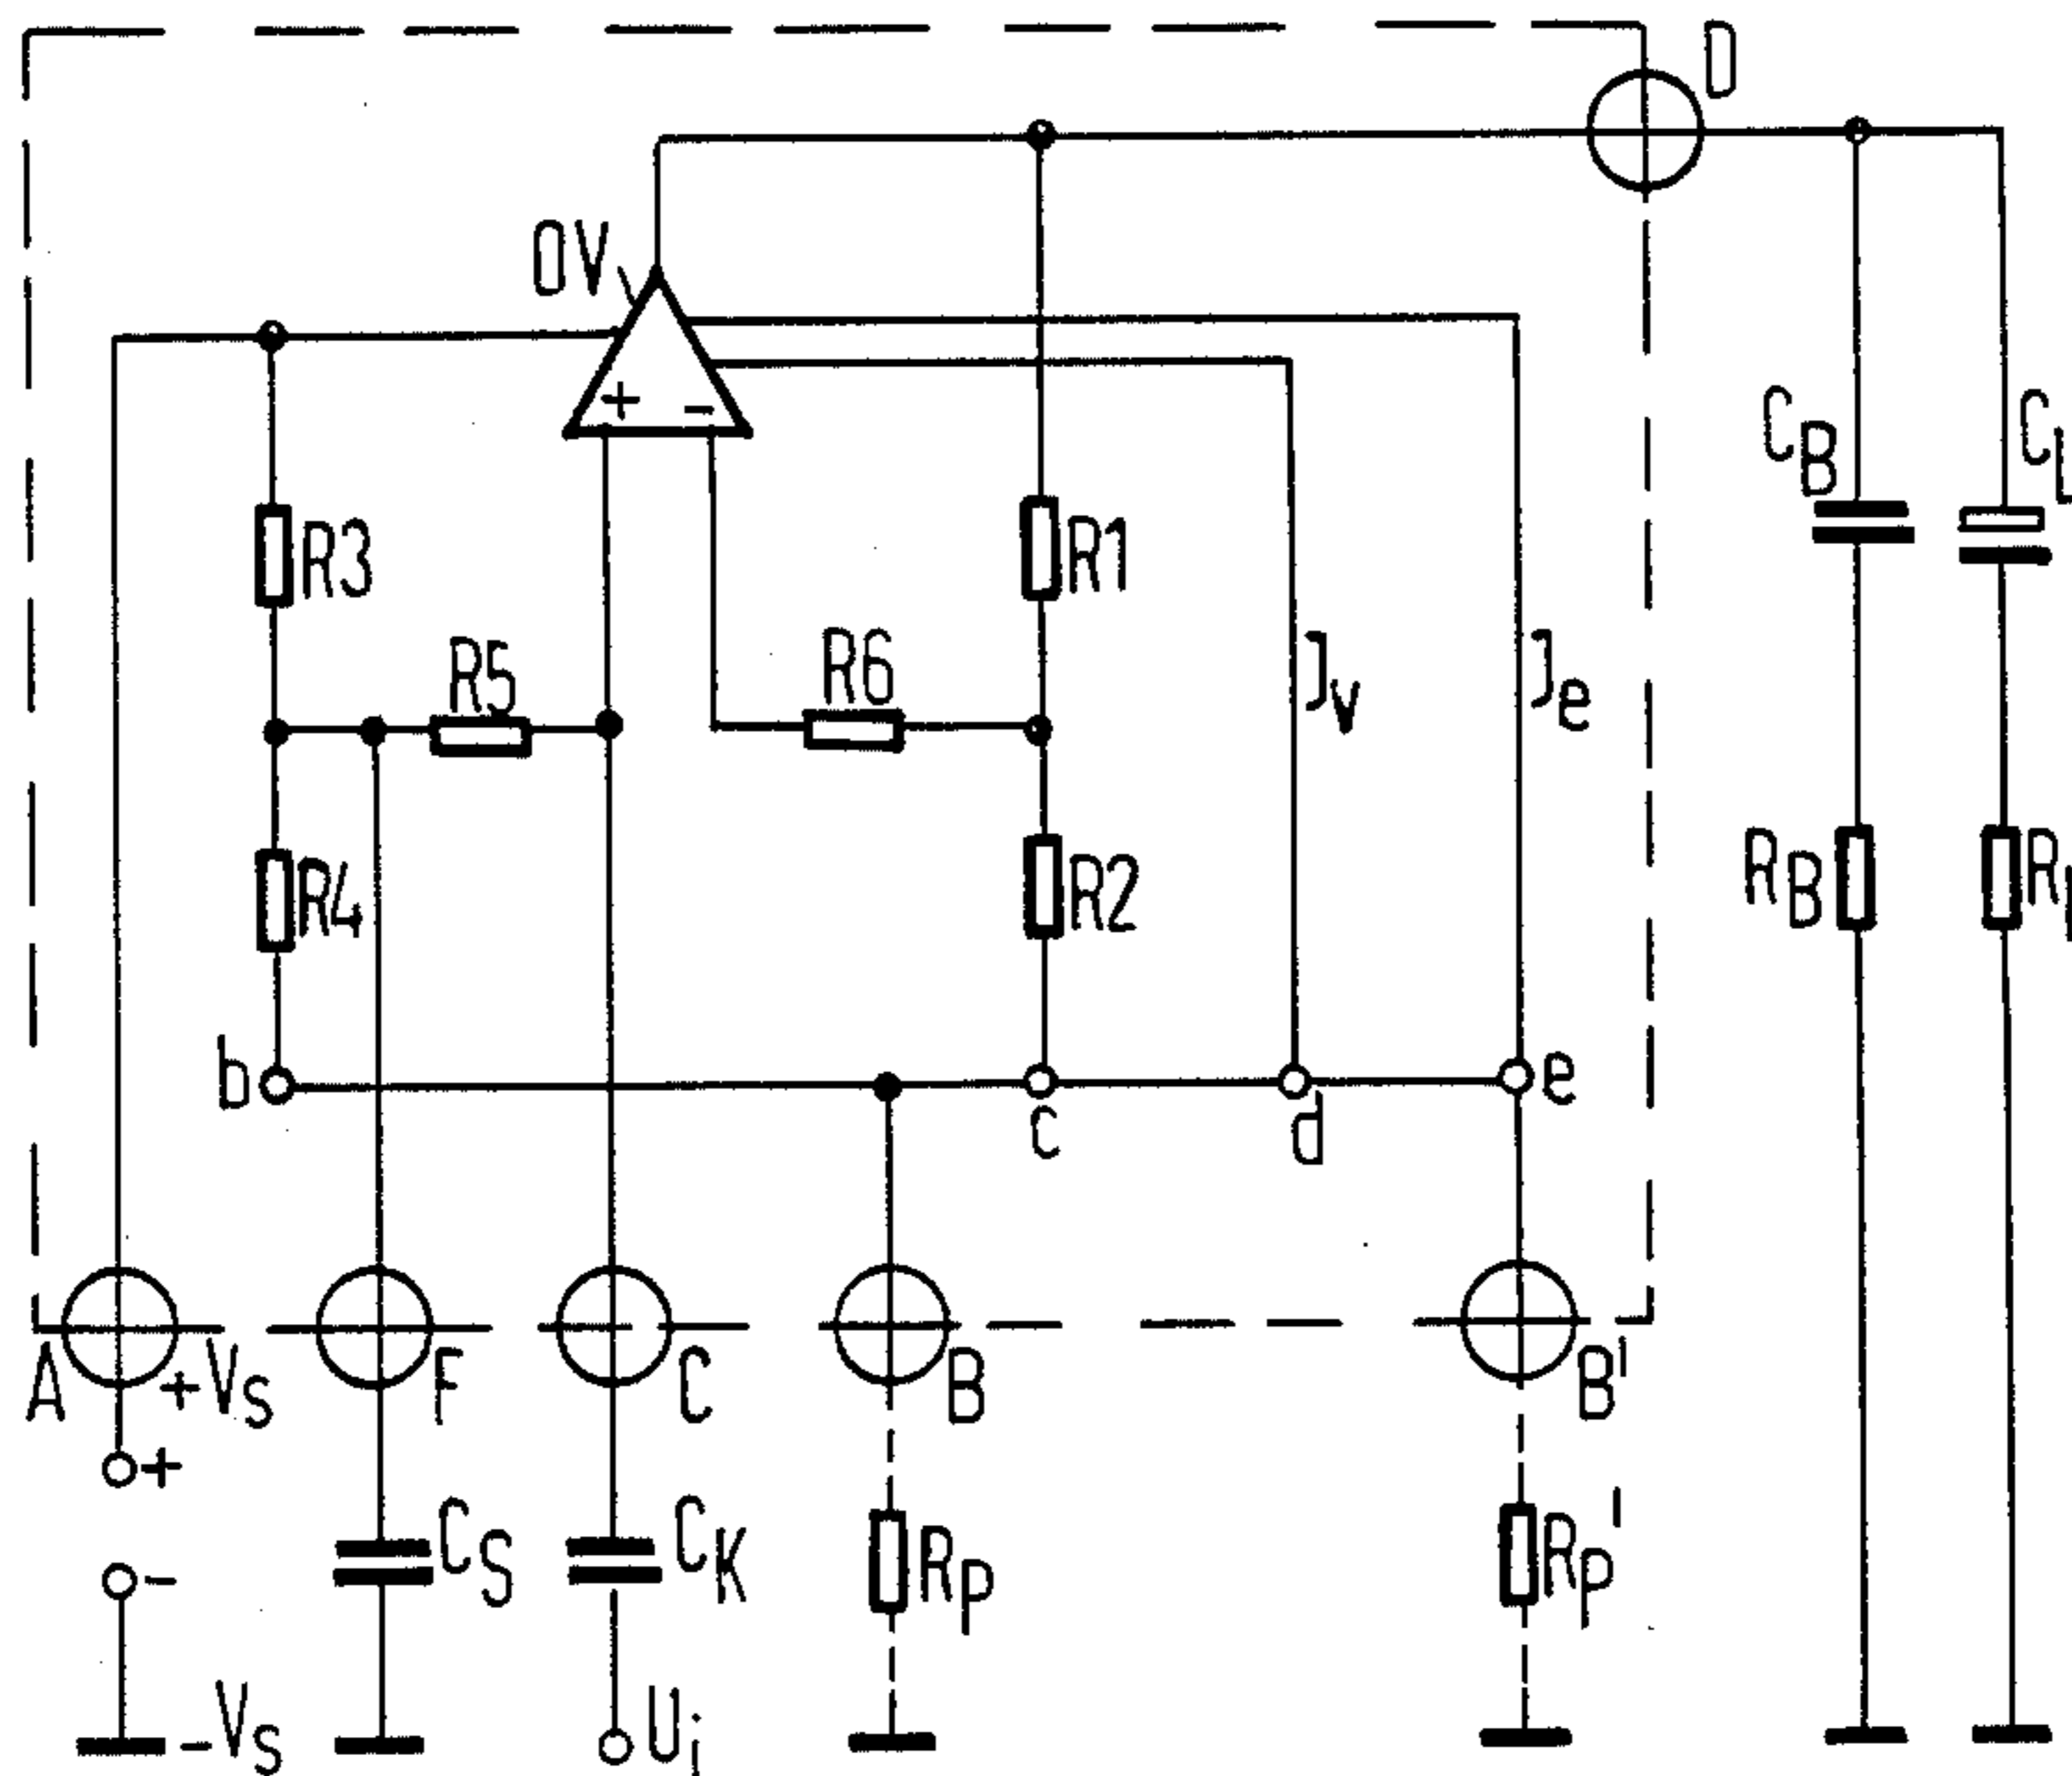 D
OV
+ -
CB
CL
R3
R1
R5
R6
Jv
Je
RB
R4
R2
b
e
c
d
A
+Vs
F
C
B
B'
+
Cs
CK
RP
RP'
-
-Vs
Ui